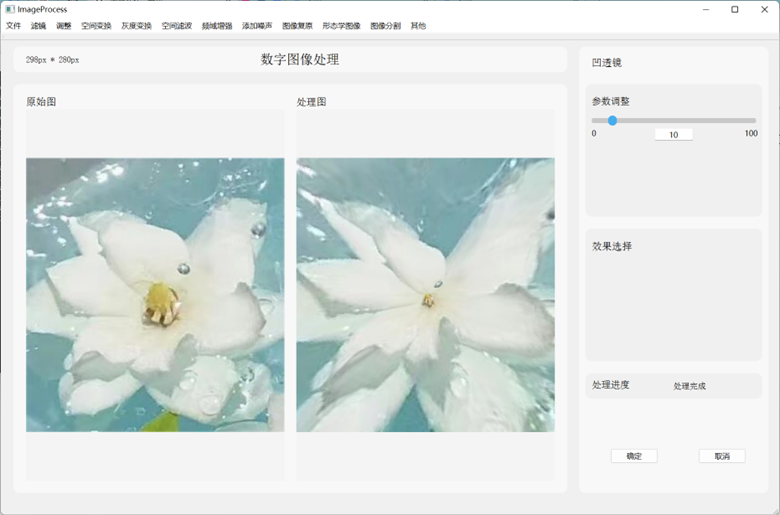 ImageProcess
文件 滤镜 调整 空间变换 灰度变换 空间滤波 频域增强 添加噪声 图像复原 形态学图像 图像分割 其他
298px * 280px
数字图像处理
原始图
处理图
凹透镜
参数调整
0 10 100
效果选择
处理进度 处理完成
确定 取消